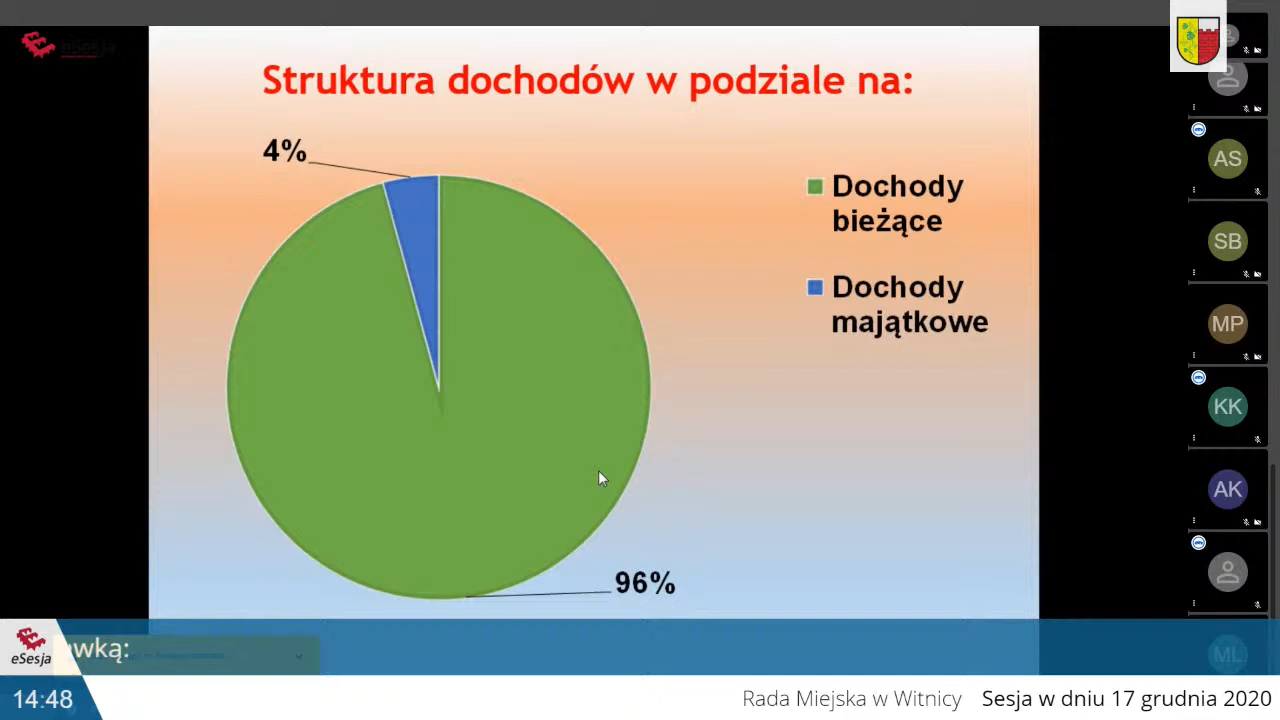 eSesja
Struktura dochodów w podziale na:
4%
Dochody
bieżące
Dochody
majątkowe
96%
AS
SB
MP
KK
AK
ML
awką:
eSesja
14:48
Rada Miejska w Witnicy Sesja w dniu 17 grudnia 2020